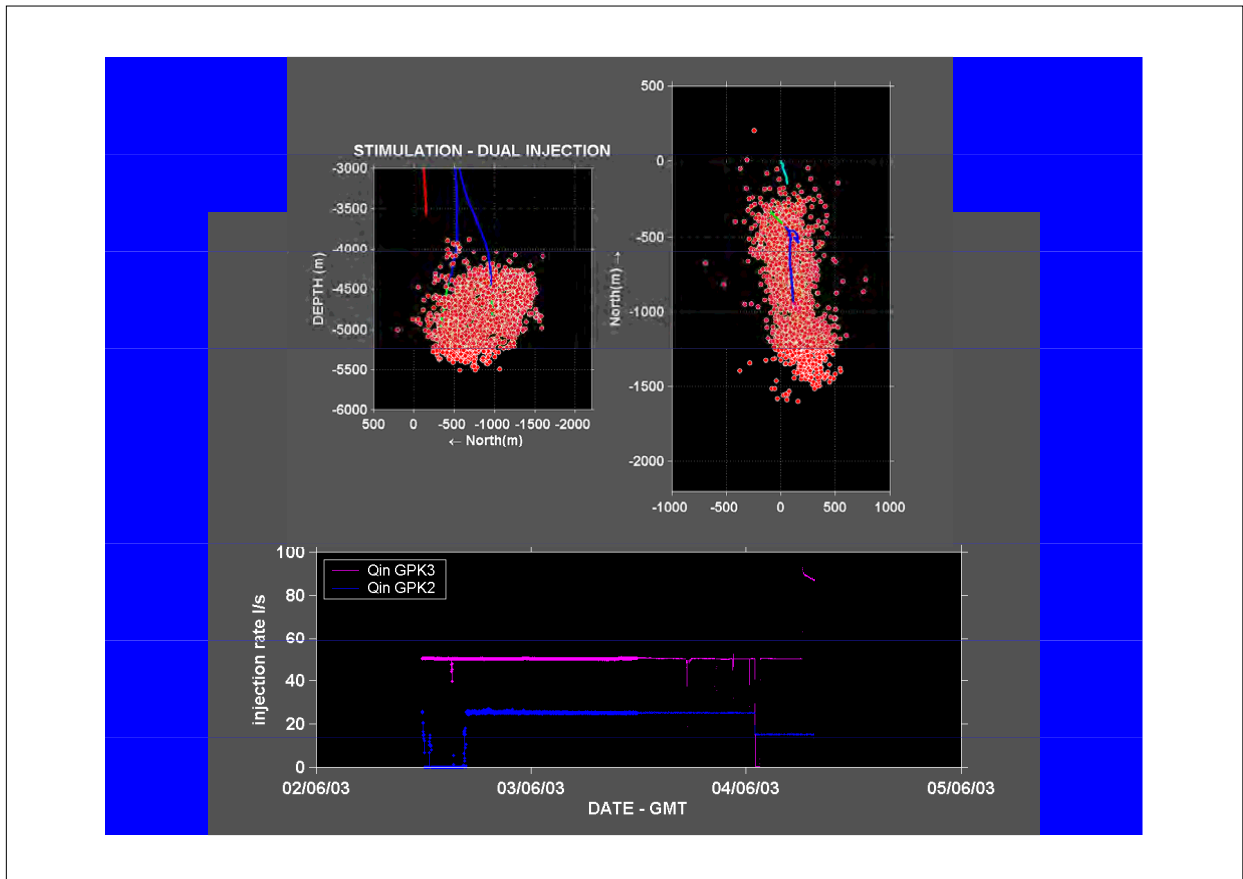 STIMULATION - DUAL INJECTION
-3000
-3500
-4000
-4500
-5000
-5500
-6000
DEPTH (m)
500 0 -500 -1000 -1500 -2000
← North(m)
500
0
-500
-1000
-1500
-2000
North(m) →
-1000 -500 0 500 1000
100
80
60
40
20
0
injection rate l/s
Qin GPK3
Qin GPK2
02/06/03 03/06/03 04/06/03 05/06/03
DATE - GMT